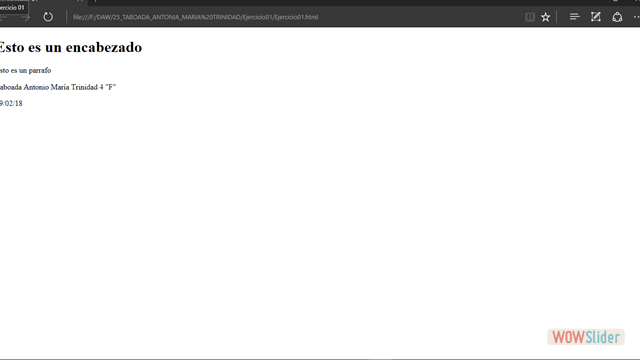 ercicio 01
file:///F:/DAW/25_TABOADA_ANTONIA_MARIA%20TRINIDAD/Ejercicio01/Ejercicio01.html
Esto es un encabezado
sto es un parrafo
aboada Antonio María Trinidad 4 "F"
9/02/18
WOWSlider